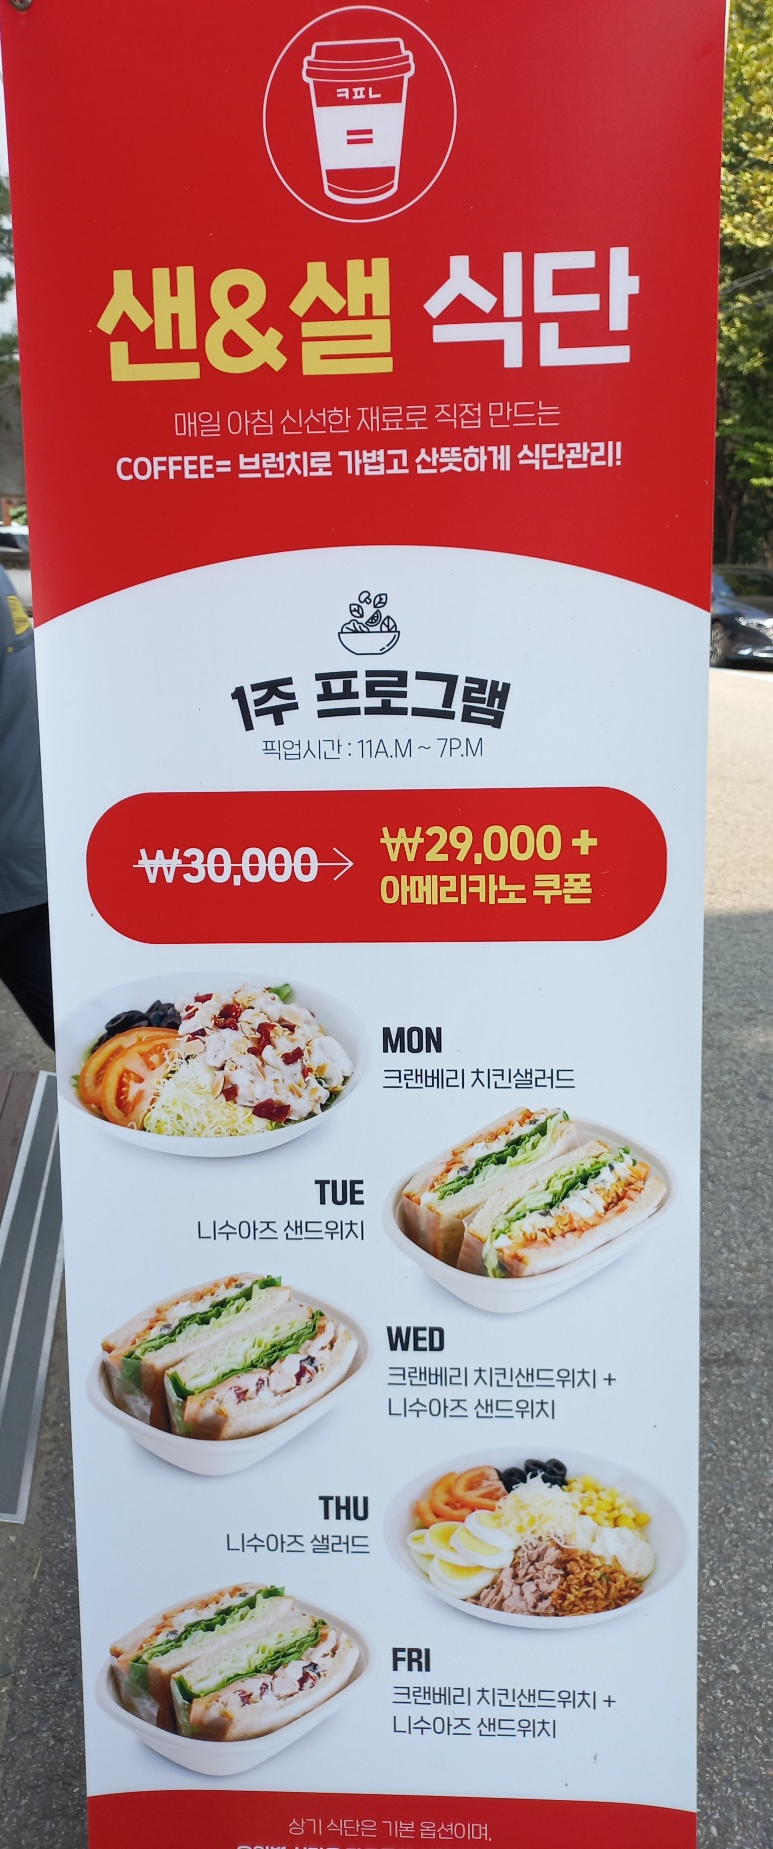 ㅋㅍㄴ
=
샌&샐 식단
매일 아침 신선한 재료로 직접 만드는
COFFEE= 브런치로 가볍고 산뜻하게 식단관리!
1주 프로그램
픽업시간 : 11A.M ~ 7P.M
₩30,000 → ₩29,000 +
아메리카노 쿠폰
MON
크랜베리 치킨샐러드
TUE
니수아즈 샌드위치
WED
크랜베리 치킨샌드위치 +
니수아즈 샌드위치
THU
니수아즈 샐러드
FRI
크랜베리 치킨샌드위치 +
니수아즈 샌드위치
상기 식단은 기본 옵션이며,